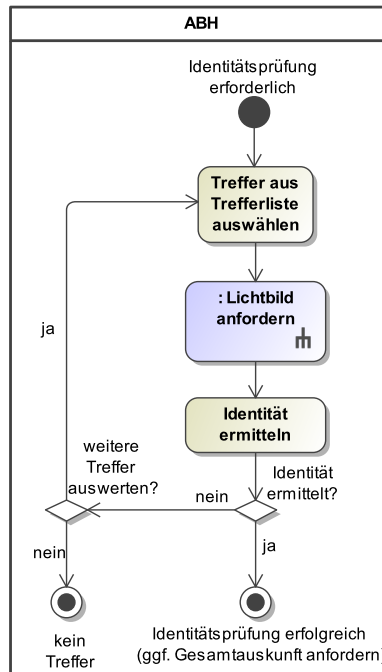 ABH
Identitätsprüfung
erforderlich
Treffer aus
Trefferliste
auswählen
: Lichtbild
anfordern
ja
Identität
ermitteln
weitere
Treffer
auswerten?
Identität
ermittelt?
nein
nein
ja
kein
Treffer
Identitätsprüfung erfolgreich
(ggf. Gesamtauskunft anfordern)